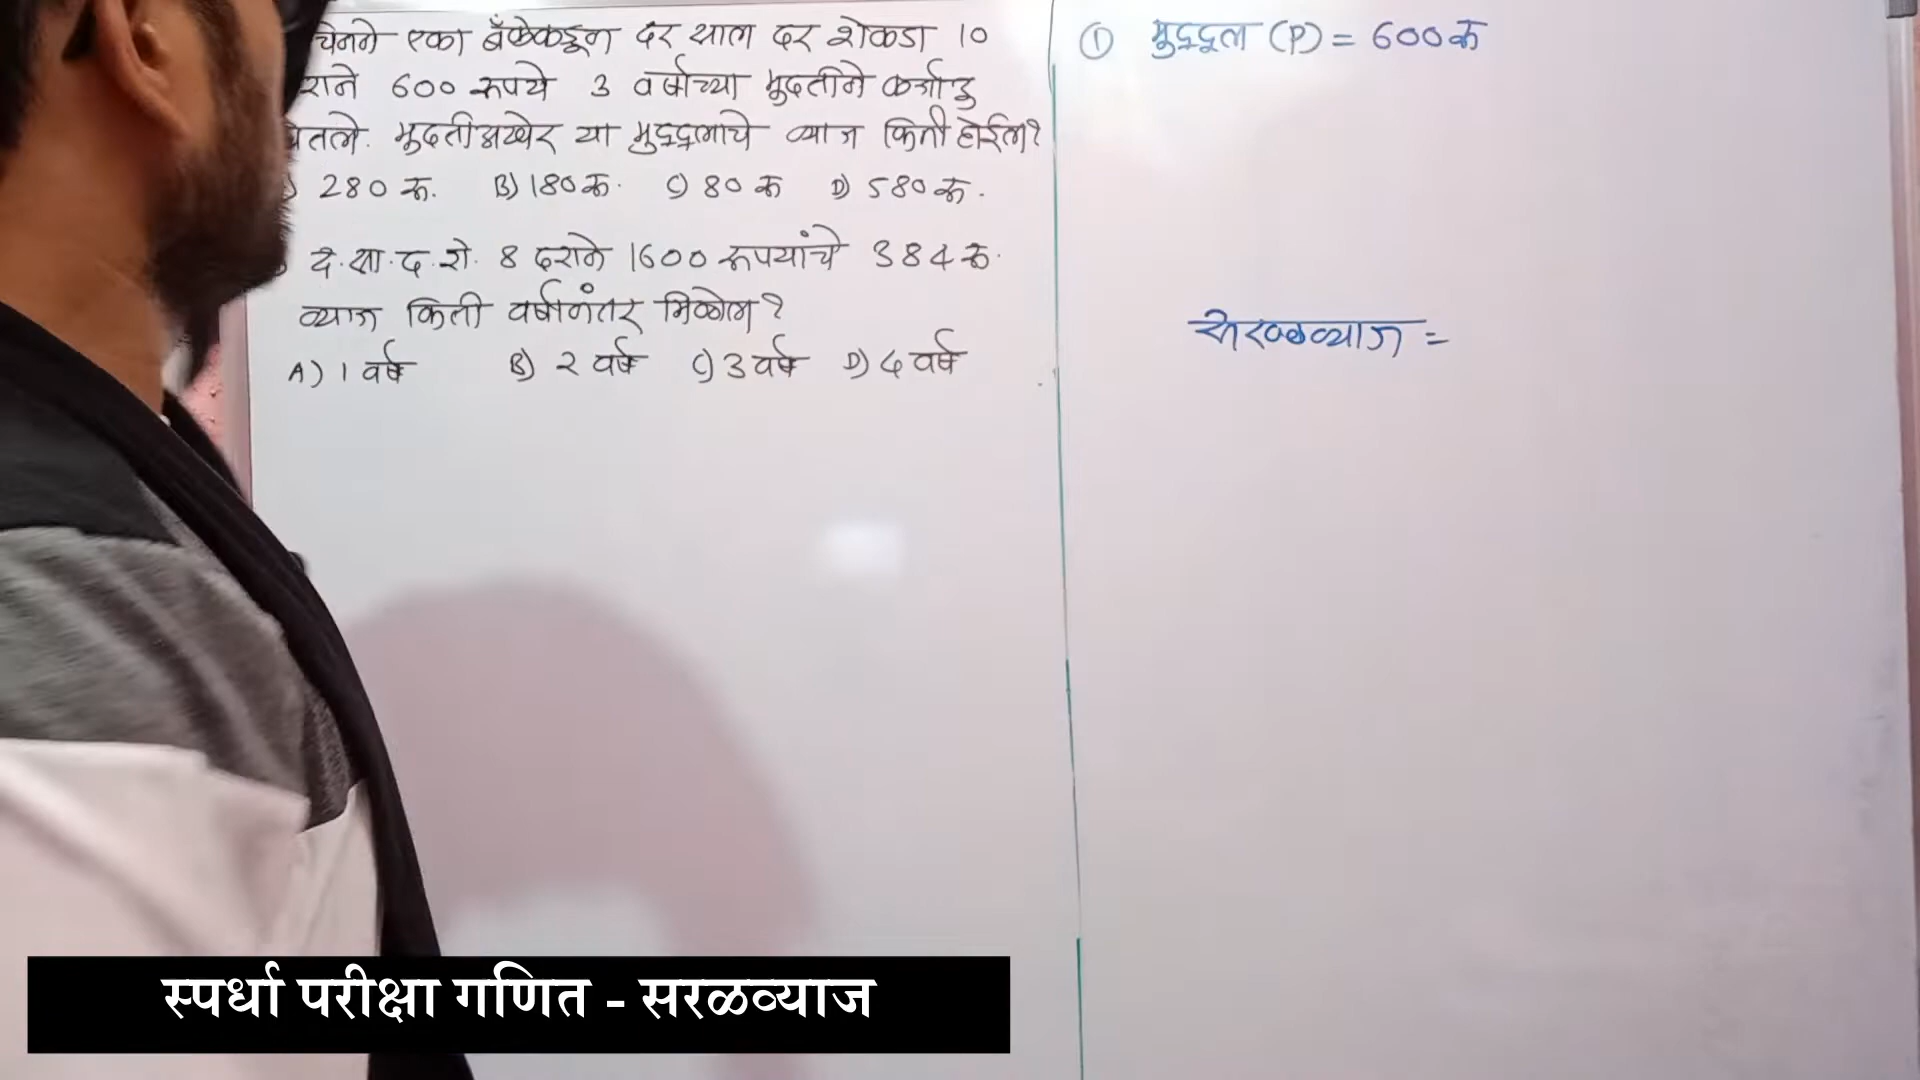 एका बँकेकडून दर साल दर शेकडा 10
600 रूपये 3 वर्षाच्या मुदतीने कर्जाऊ
मुदतीअखेर या मुद्दलाचे व्याज किती होईल?
280 रू. B) 180 रू. C) 80 रू D) 580 रू.
द.सा.द.शे. 8 दराने 1600 रूपयांचे 384 रू.
व्याज किती वर्षानंतर मिळेल?
A) 1 वर्ष B) 2 वर्ष C) 3 वर्ष D) 4 वर्ष
① मुद्दल (P) = 600 रू
सरळव्याज =
स्पर्धा परीक्षा गणित - सरळव्याज